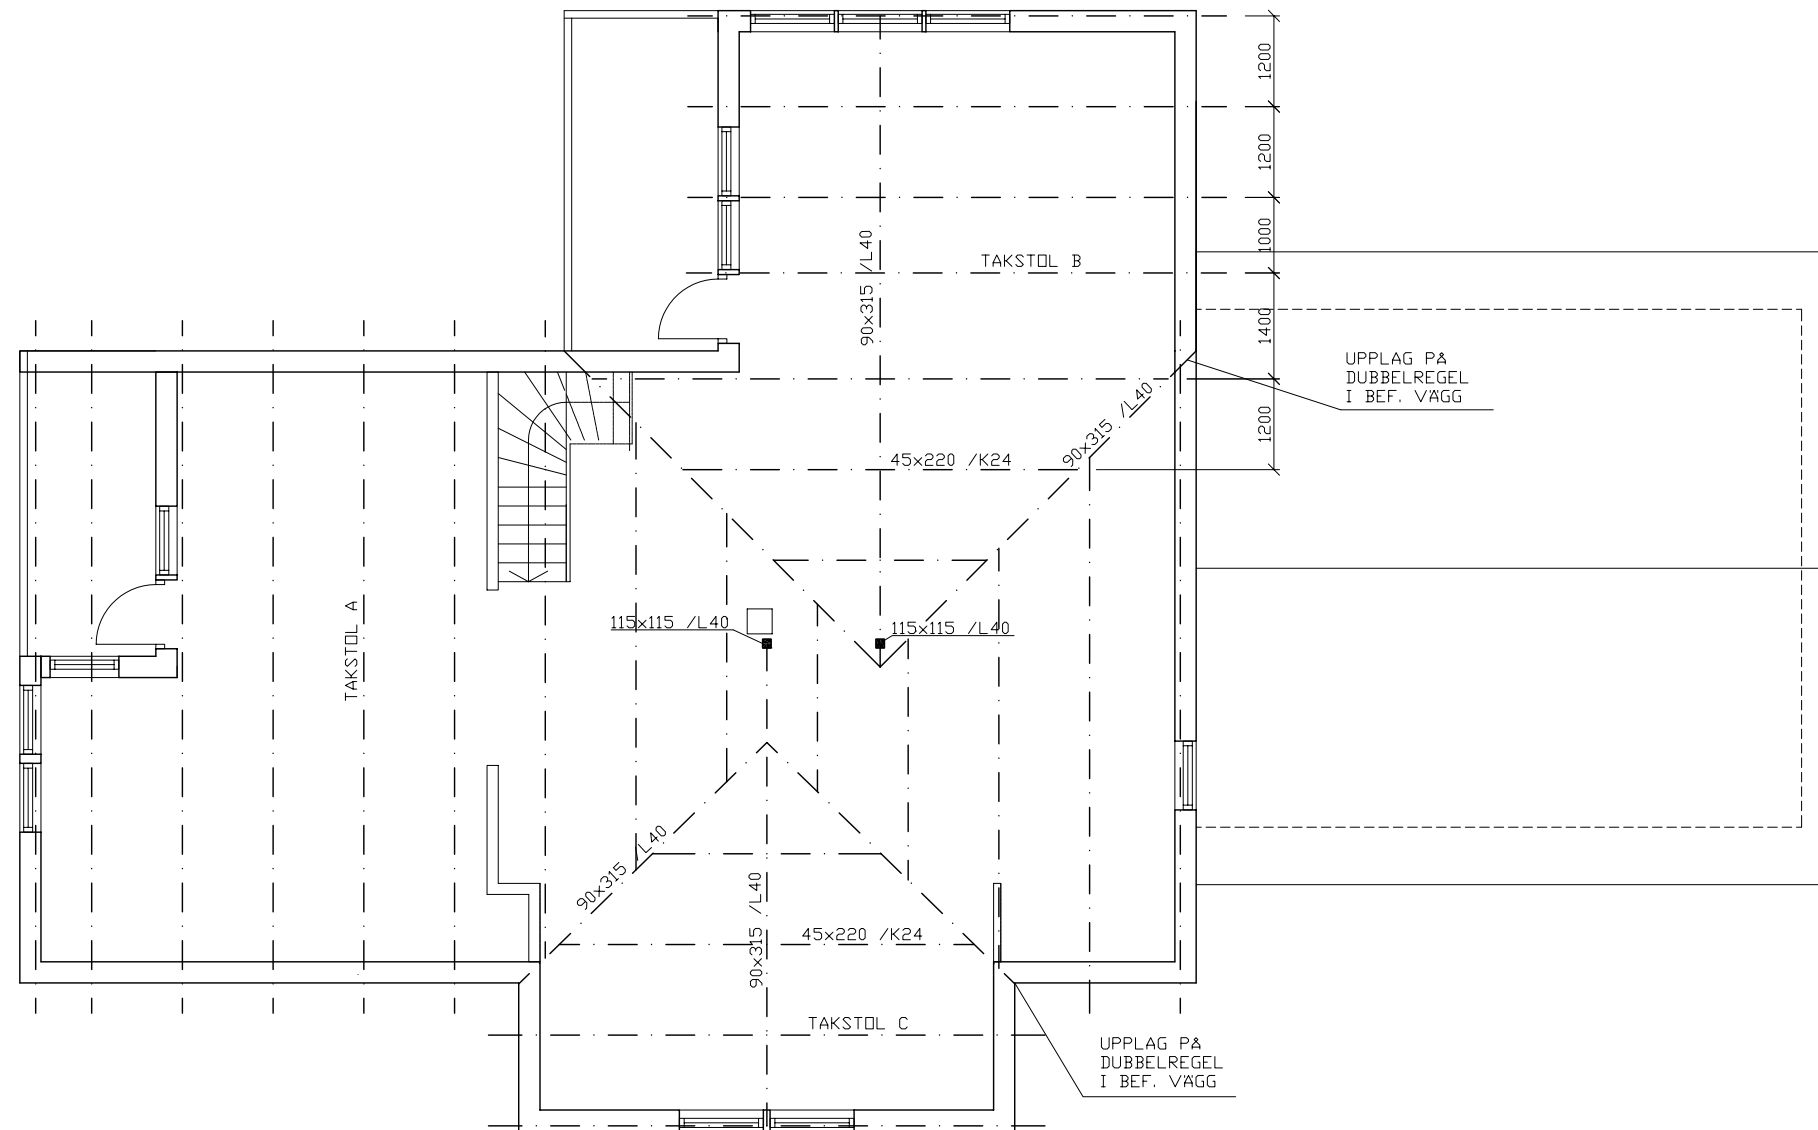 1200
1200
1000
1400
1200
90x315 /L40
TAKSTOL B
UPPLAG PÅ
DUBBELREGEL
I BEF. VÄGG
90x315 /L40
45x220 /K24
TAKSTOL A
115x115 /L40
115x115 /L40
90x315 /L40
90x315 /L40
45x220 /K24
TAKSTOL C
UPPLAG PÅ
DUBBELREGEL
I BEF. VÄGG